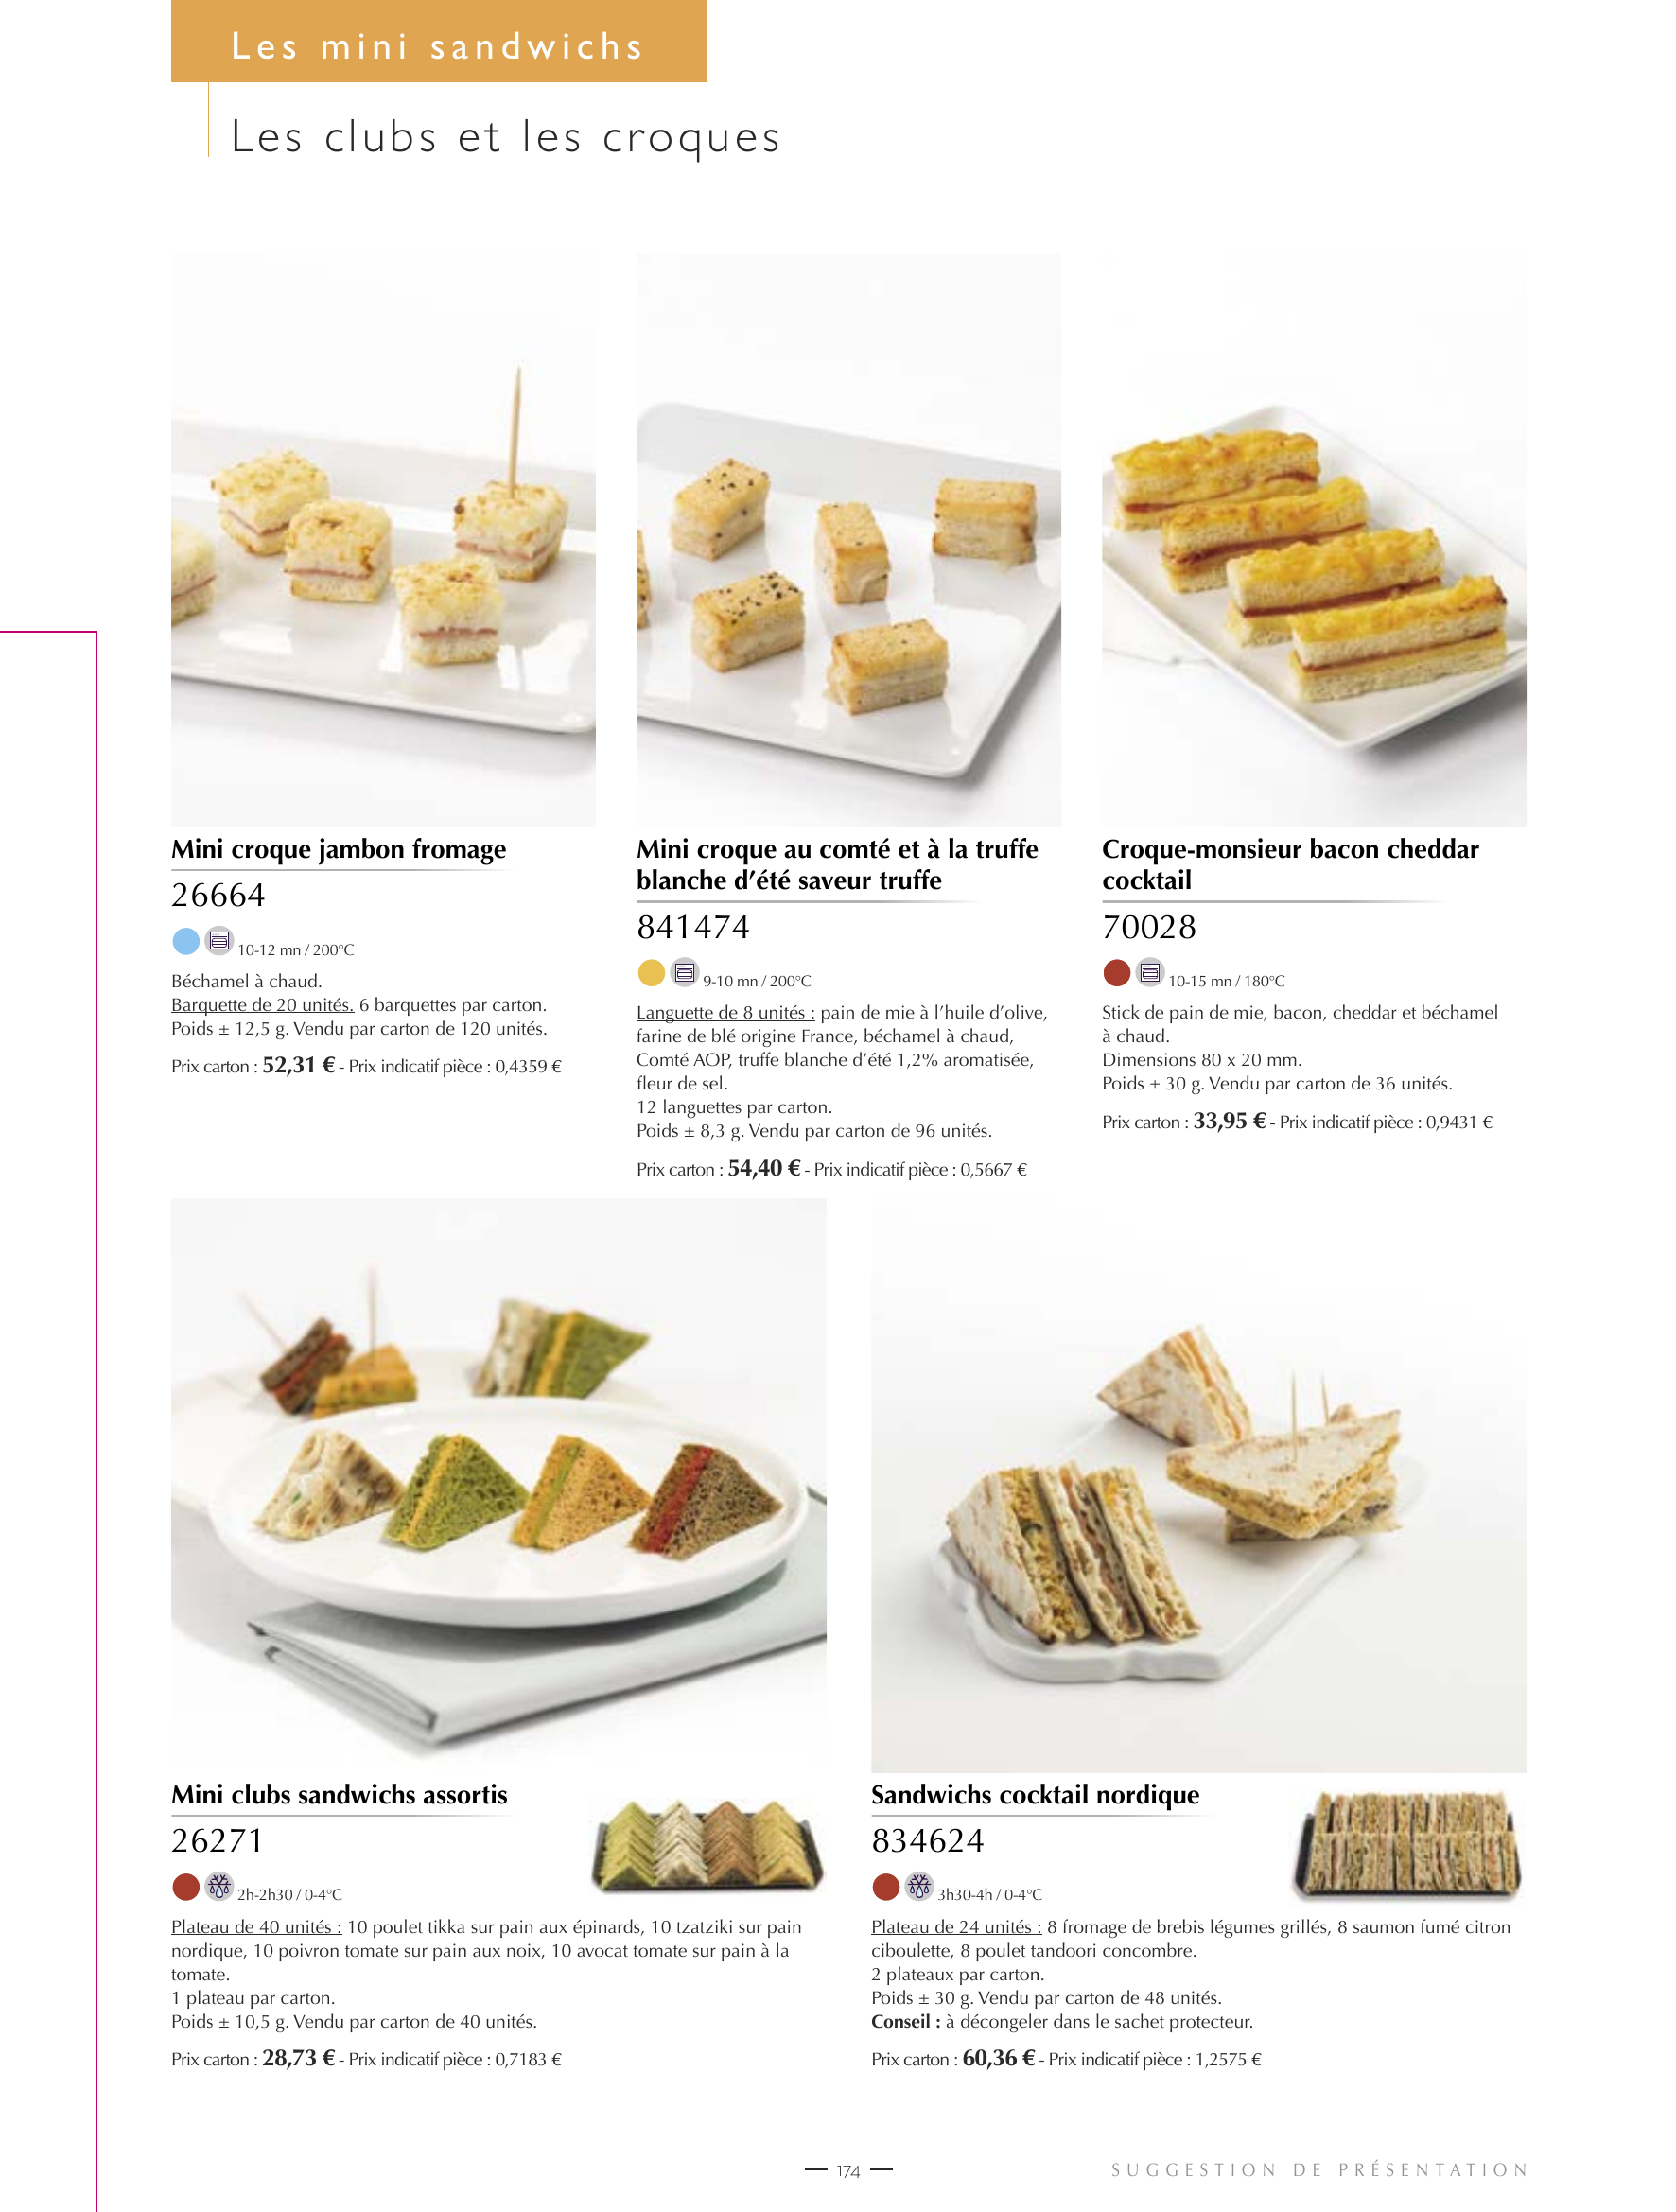 Les mini sandwichs
Les clubs et les croques
Mini croque jambon fromage
26664
10-12 mn / 200°C
Béchamel à chaud.
Barquette de 20 unités. 6 barquettes par carton.
Poids ± 12,5 g. Vendu par carton de 120 unités.
Prix carton : 52,31 € - Prix indicatif pièce : 0,4359 €
Mini croque au comté et à la truffe
blanche d’été saveur truffe
841474
9-10 mn / 200°C
Languette de 8 unités : pain de mie à l’huile d’olive,
farine de blé origine France, béchamel à chaud,
Comté AOP, truffe blanche d’été 1,2% aromatisée,
fleur de sel.
12 languettes par carton.
Poids ± 8,3 g. Vendu par carton de 96 unités.
Prix carton : 54,40 € - Prix indicatif pièce : 0,5667 €
Croque-monsieur bacon cheddar
cocktail
70028
10-15 mn / 180°C
Stick de pain de mie, bacon, cheddar et béchamel
à chaud.
Dimensions 80 x 20 mm.
Poids ± 30 g. Vendu par carton de 36 unités.
Prix carton : 33,95 € - Prix indicatif pièce : 0,9431 €
Mini clubs sandwichs assortis
26271
2h-2h30 / 0-4°C
Plateau de 40 unités : 10 poulet tikka sur pain aux épinards, 10 tzatziki sur pain
nordique, 10 poivron tomate sur pain aux noix, 10 avocat tomate sur pain à la
tomate.
1 plateau par carton.
Poids ± 10,5 g. Vendu par carton de 40 unités.
Prix carton : 28,73 € - Prix indicatif pièce : 0,7183 €
Sandwichs cocktail nordique
834624
3h30-4h / 0-4°C
Plateau de 24 unités : 8 fromage de brebis légumes grillés, 8 saumon fumé citron
ciboulette, 8 poulet tandoori concombre.
2 plateaux par carton.
Poids ± 30 g. Vendu par carton de 48 unités.
Conseil : à décongeler dans le sachet protecteur.
Prix carton : 60,36 € - Prix indicatif pièce : 1,2575 €
174
SUGGESTION DE PRÉSENTATION